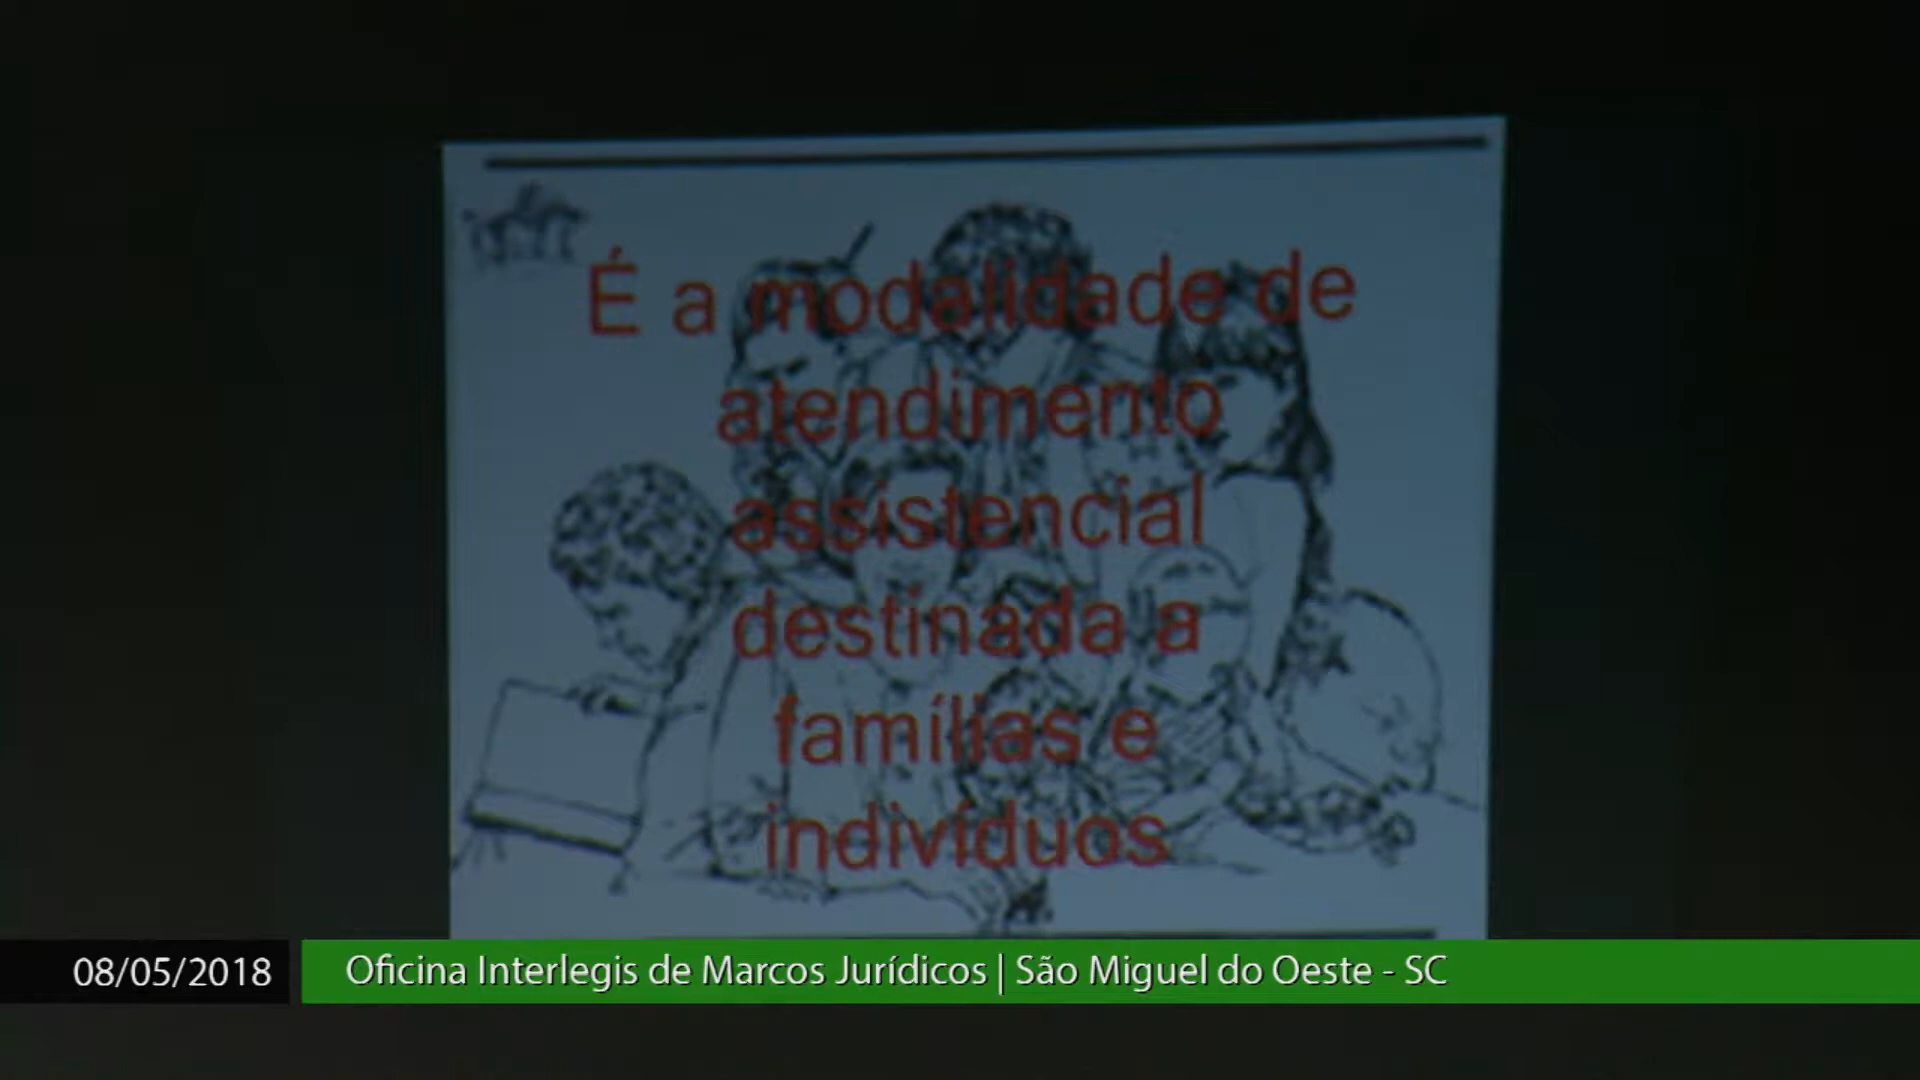 É a modalidade de
atendimento
assistencial
destinada a
famílias e
indivíduos
08/05/2018
Oficina Interlegis de Marcos Jurídicos | São Miguel do Oeste - SC